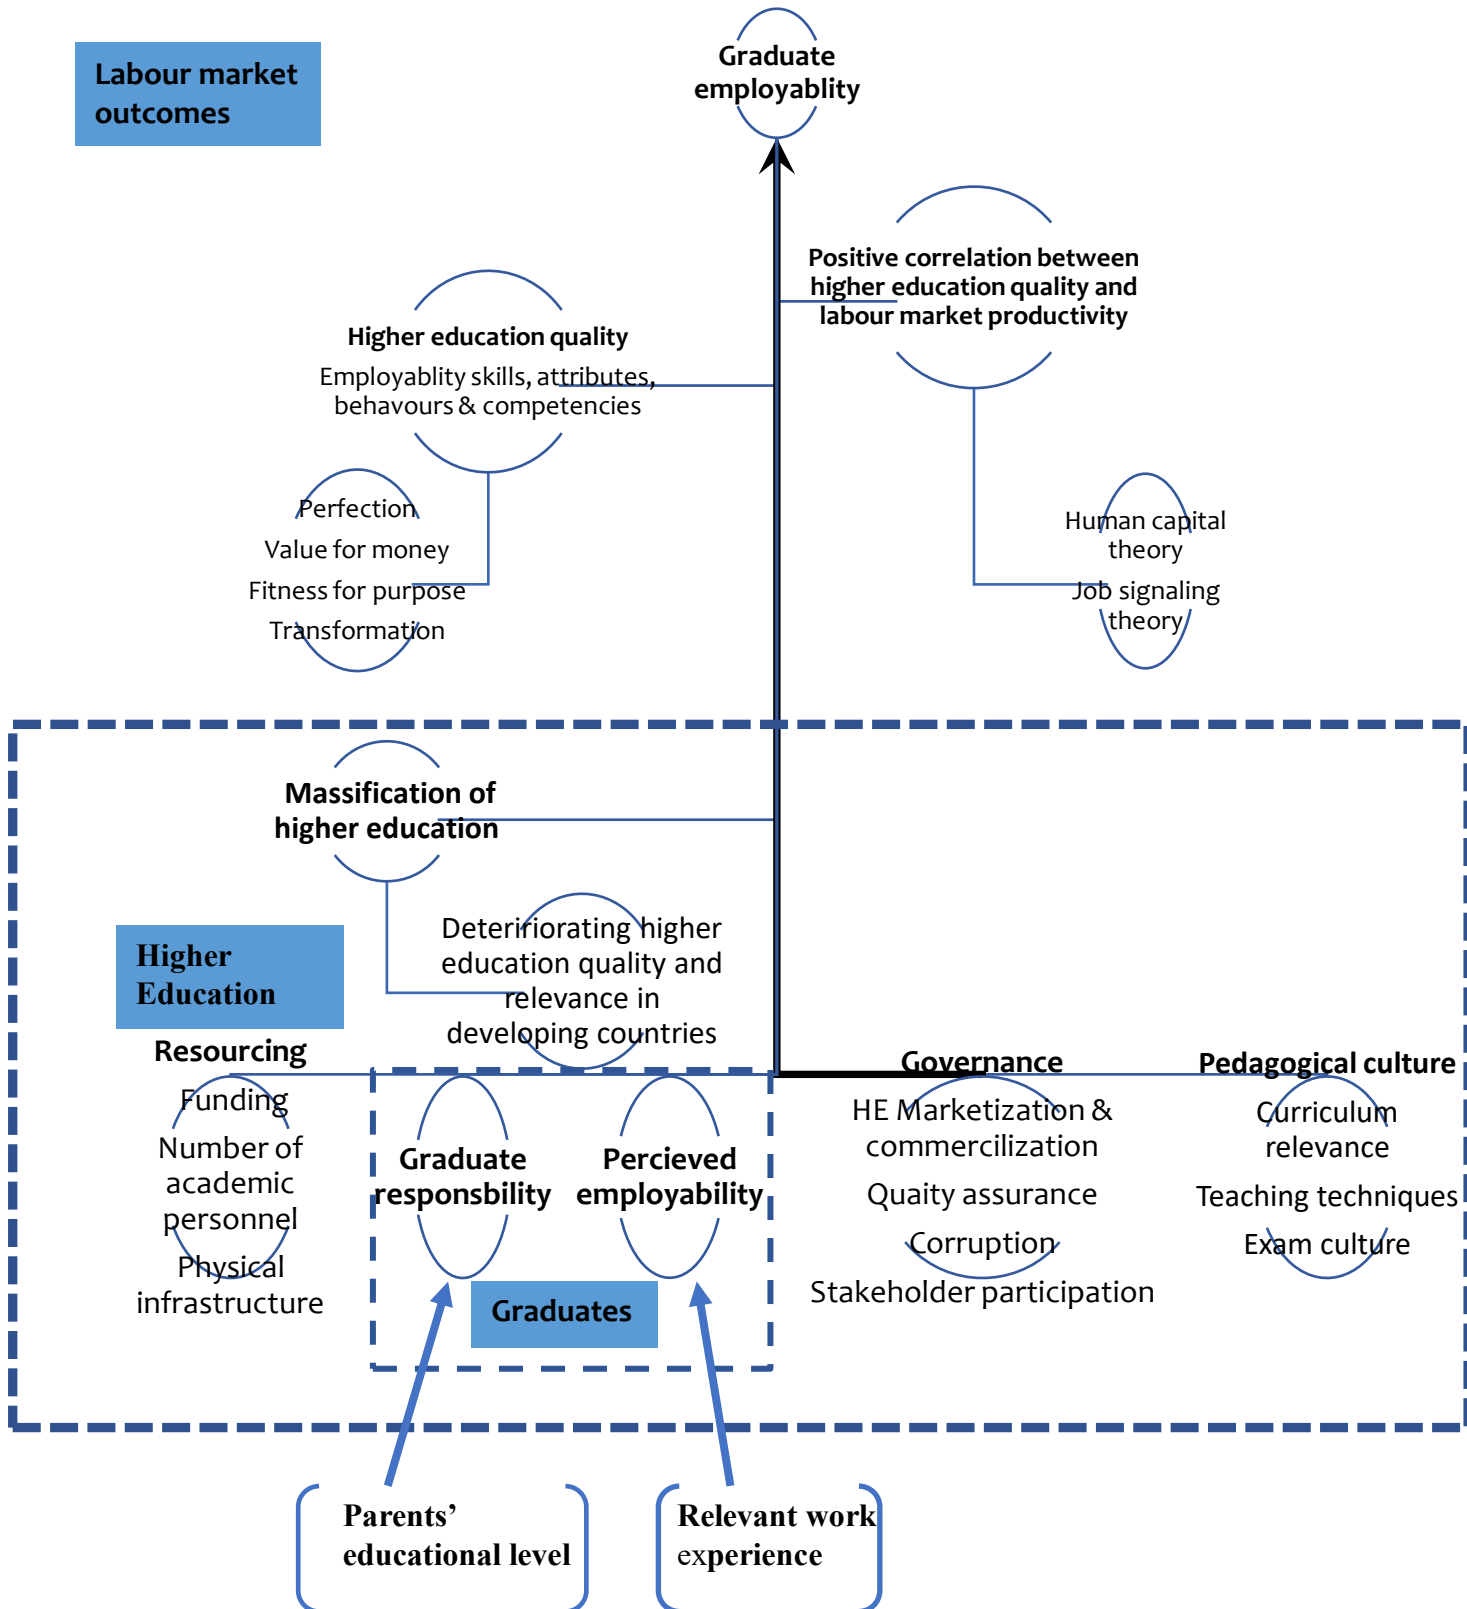 Graduate
employablity
Labour market
outcomes
Positive correlation between
higher education quality and
labour market productivity
Higher education quality
Employablity skills, attributes,
behavours & competencies
Perfection
Value for money
Fitness for purpose
Transformation
Human capital
theory
Job signaling
theory
Massification of
higher education
Deteririorating higher
education quality and
relevance in
developing countries
Higher
Education
Resourcing
Funding
Number of
academic
personnel
Physical
infrastructure
Graduate
responsbility
Percieved
employability
Graduates
Governance
HE Marketization &
commercilization
Quaity assurance
Corruption
Stakeholder participation
Pedagogical culture
Curriculum
relevance
Teaching techniques
Exam culture
Parents’
educational level
Relevant work
experience